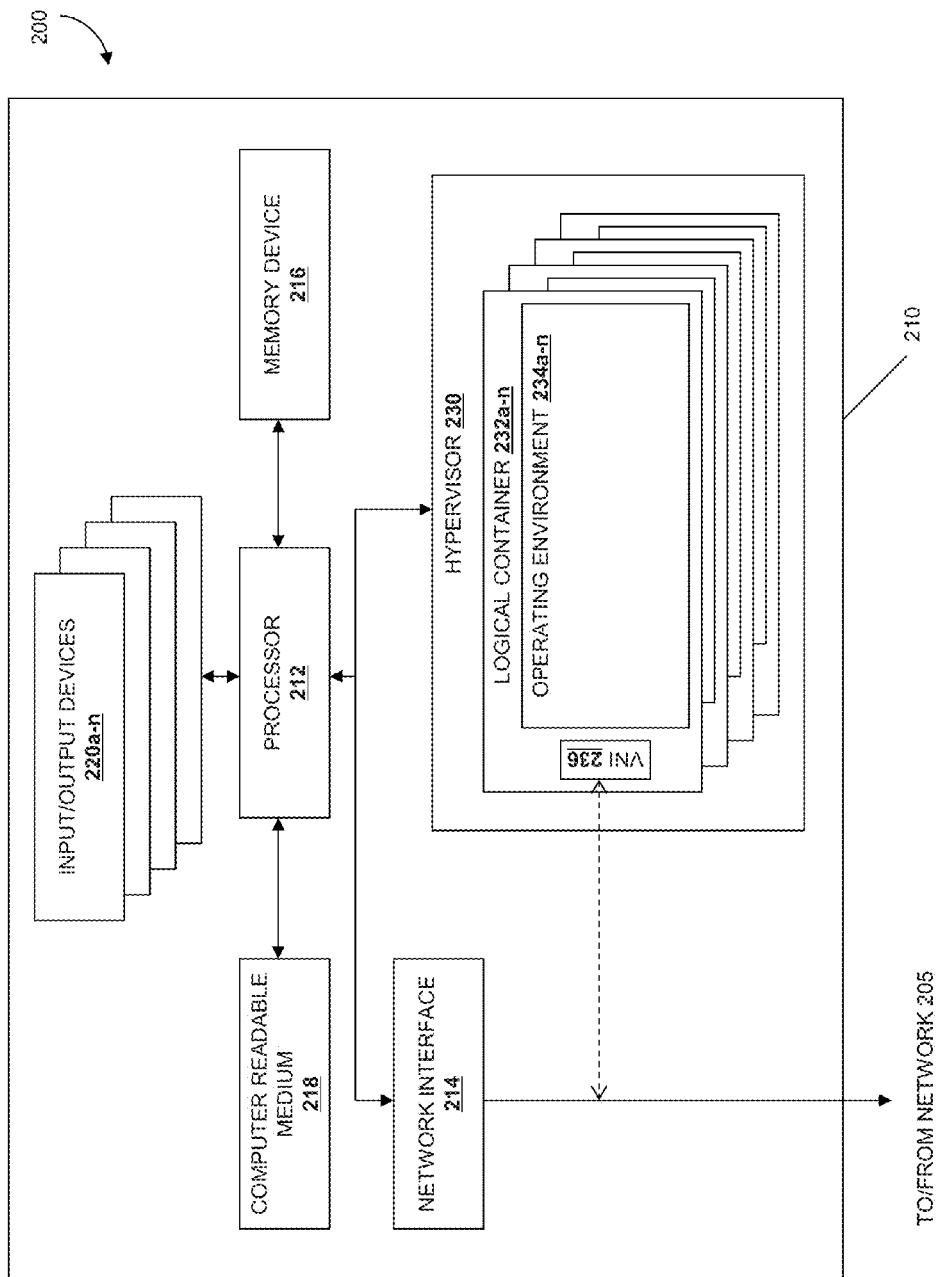 200
INPUT/OUTPUT DEVICES
220a-n
COMPUTER READABLE
MEDIUM
218
PROCESSOR
212
MEMORY DEVICE
216
NETWORK INTERFACE
214
HYPERVISOR 230
LOGICAL CONTAINER 232a-n
OPERATING ENVIRONMENT 234a-n
VNI 236
210
TO/FROM NETWORK 205